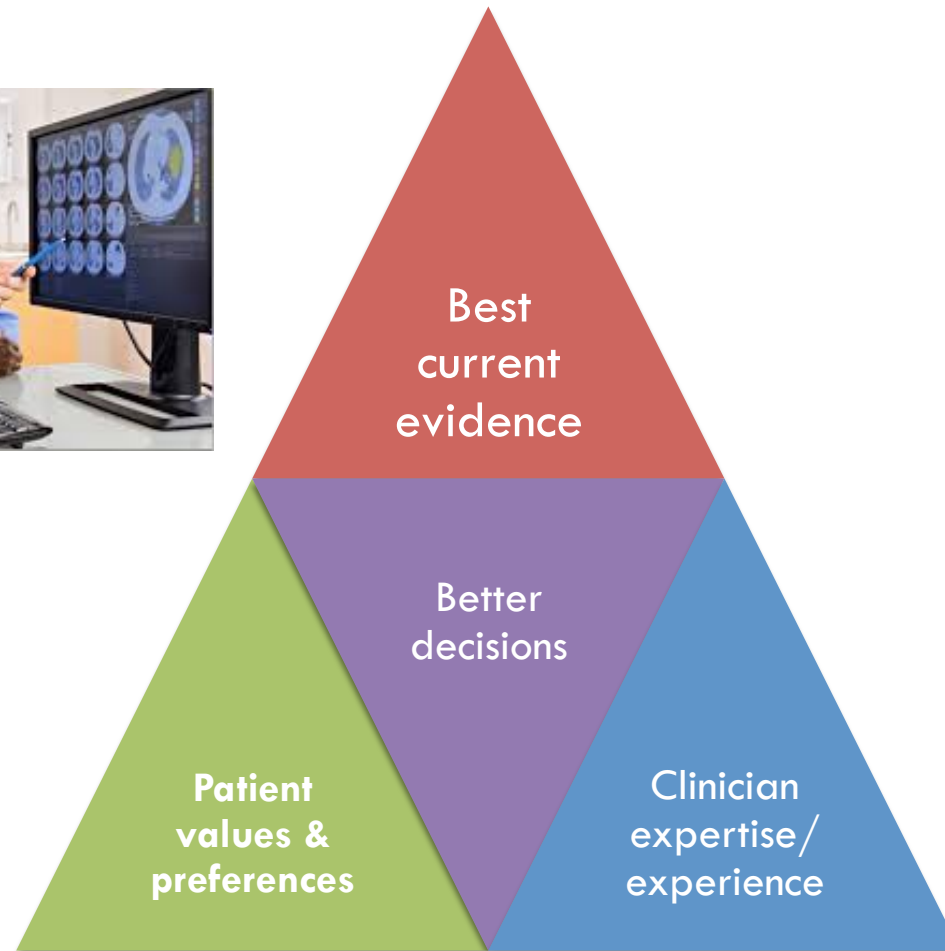 Best
current
evidence
Better
decisions
Patient
values &
preferences
Clinician
expertise/
experience